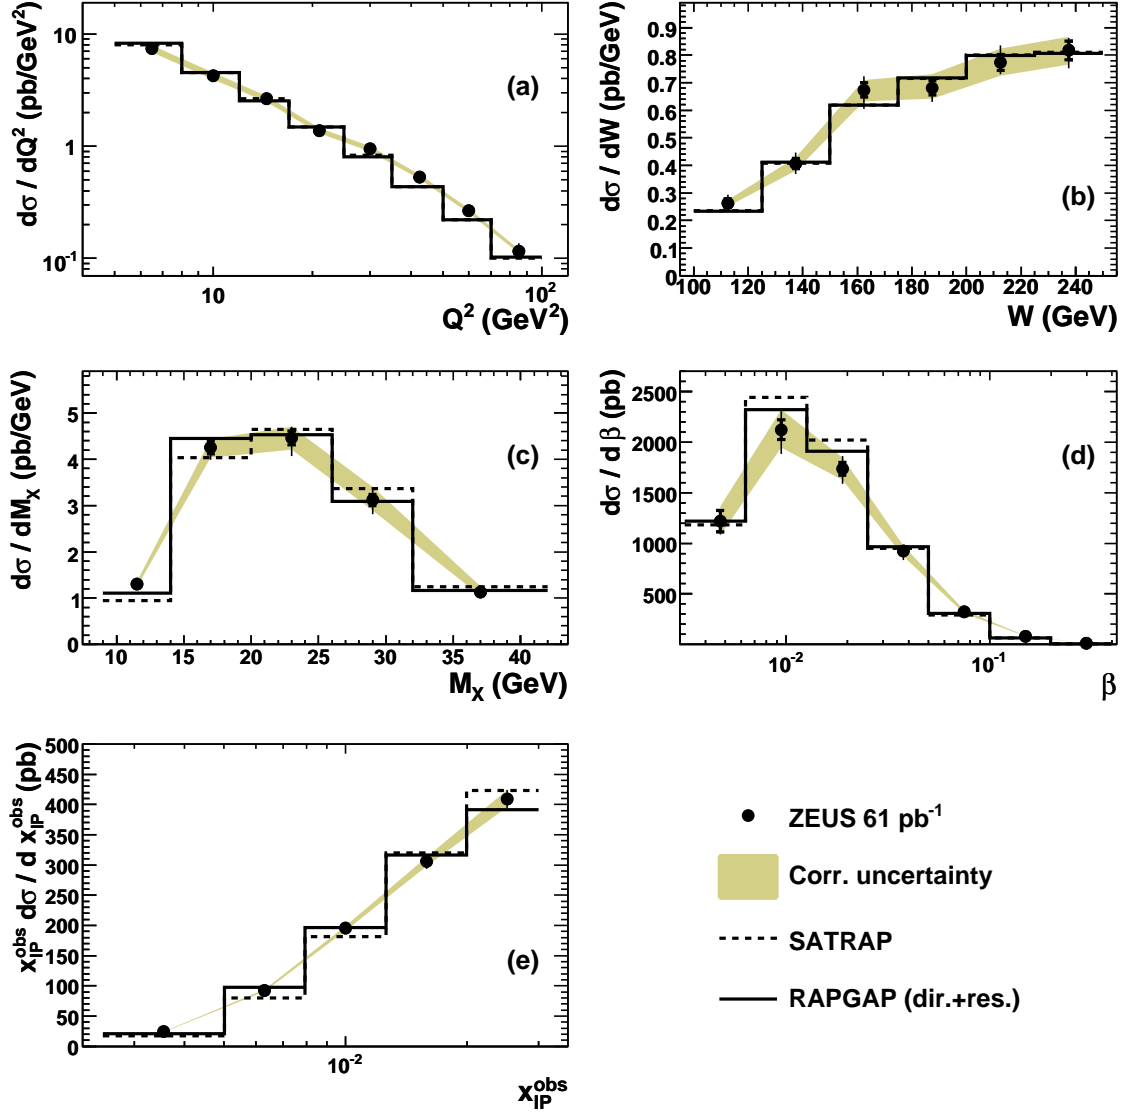 dσ / dQ² (pb/GeV²)
10
1
10⁻¹
(a)
10
10²
Q² (GeV²)
dσ / dW (pb/GeV)
0.9
0.8
0.7
0.6
0.5
0.4
0.3
0.2
0.1
0
(b)
100 120 140 160 180 200 220 240
W (GeV)
dσ / dM_X (pb/GeV)
5
4
3
2
1
0
(c)
10 15 20 25 30 35 40
M_X (GeV)
dσ / d β (pb)
2500
2000
1500
1000
500
(d)
10⁻² 10⁻¹
β
x_IP^obs dσ / d x_IP^obs (pb)
500
450
400
350
300
250
200
150
100
50
0
(e)
10⁻²
x_IP^obs
ZEUS 61 pb⁻¹
Corr. uncertainty
SATRAP
RAPGAP (dir.+res.)